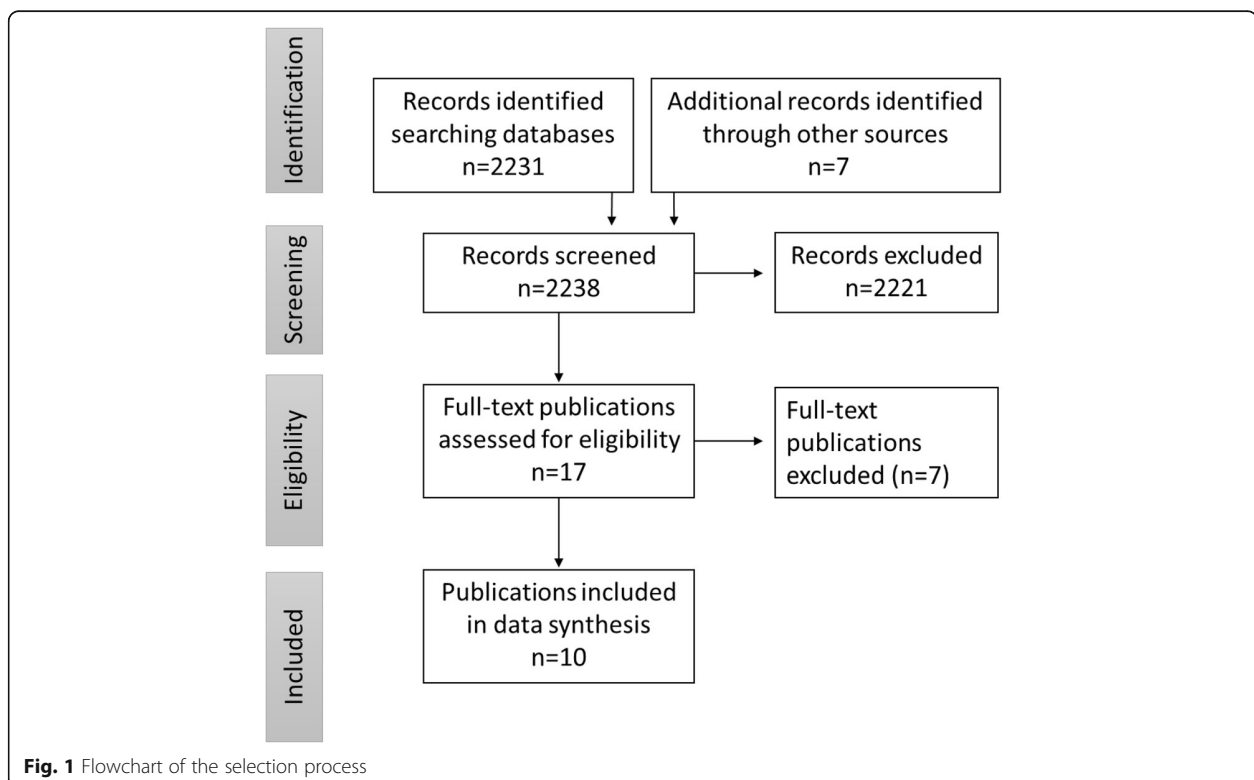 Identification
Records identified
searching databases
n=2231
Additional records identified
through other sources
n=7
Screening
Records screened
n=2238
Records excluded
n=2221
Eligibility
Full-text publications
assessed for eligibility
n=17
Full-text
publications
excluded (n=7)
Included
Publications included
in data synthesis
n=10
Fig. 1 Flowchart of the selection process